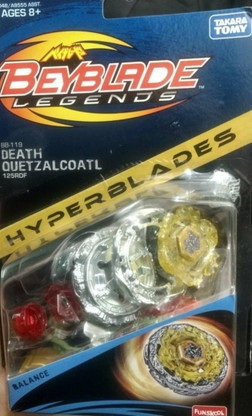 AGES 8+
TAKARA
TOMY
BEYBLADE
LEGENDS
BB-119
DEATH
QUETZALCOATL
125RDF
HYPERBLADES
BALANCE
FUNSKOOL